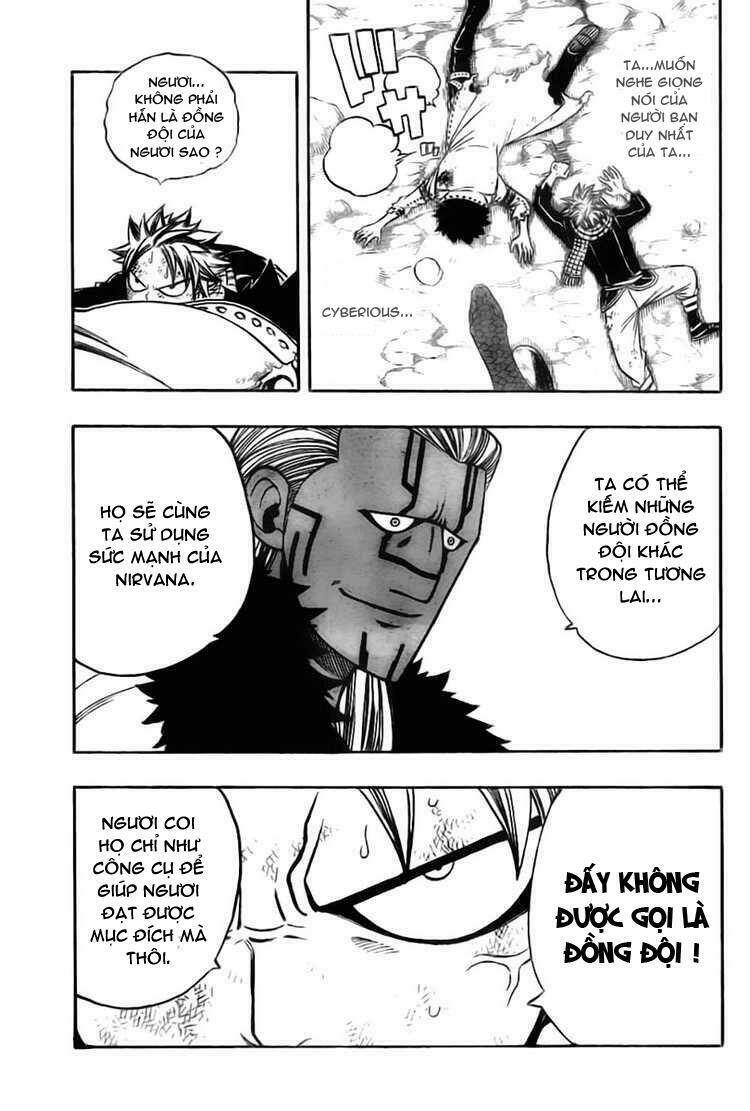 TA...MUỐN
NGHE GIỌNG
NÓI CỦA
NGƯỜI BẠN
DUY NHẤT
CỦA TA...
ドサ
CYBERIOUS...
NGƯƠI...
KHÔNG PHẢI
HẮN LÀ ĐỒNG
ĐỘI CỦA
NGƯƠI SAO ?
TA CÓ THỂ
KIẾM NHỮNG
NGƯỜI ĐỒNG
ĐỘI KHÁC
TRONG TƯƠNG
LAI...
HỌ SẼ CÙNG
TA SỬ DỤNG
SỨC MẠNH CỦA
NIRVANA.
ĐẤY KHÔNG
ĐƯỢC GỌI LÀ
ĐỒNG ĐỘI !
NGƯƠI COI
HỌ CHỈ NHƯ
CÔNG CỤ ĐỂ
GIÚP NGƯƠI
ĐẠT ĐƯỢC
MỤC ĐÍCH MÀ
THÔI.